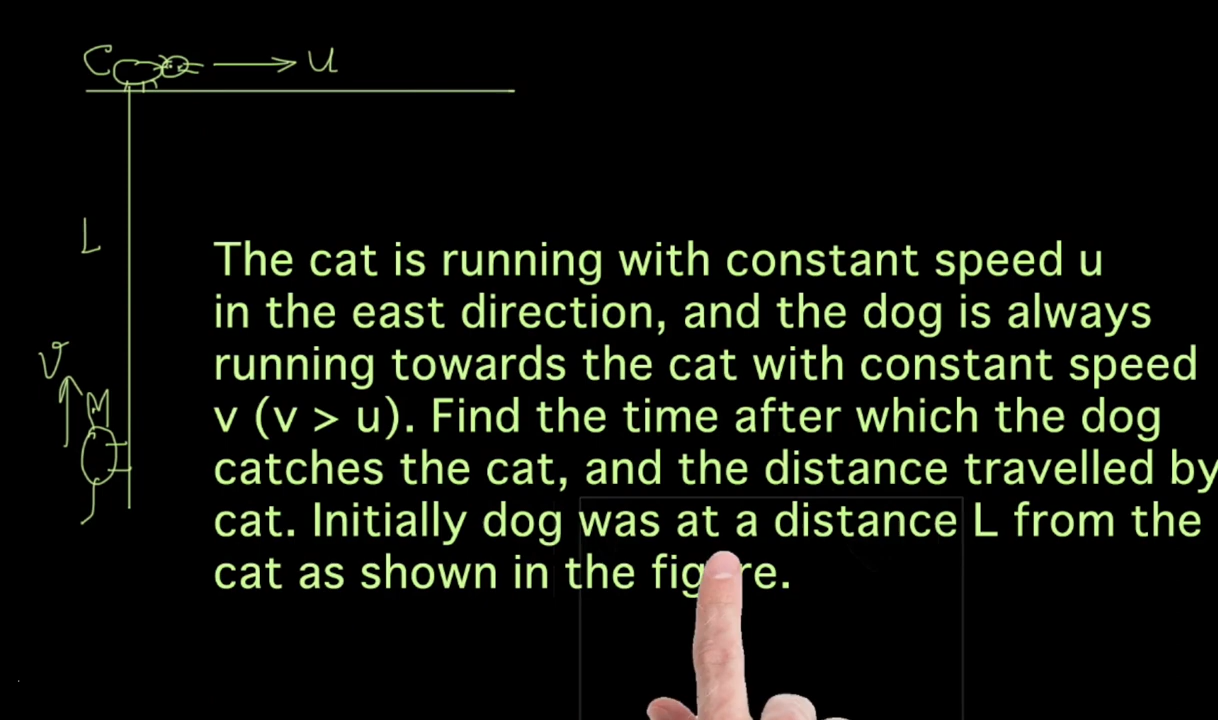 C → u
L
v
The cat is running with constant speed u
in the east direction, and the dog is always
running towards the cat with constant speed
v (v > u). Find the time after which the dog
catches the cat, and the distance travelled by
cat. Initially dog was at a distance L from the
cat as shown in the figure.